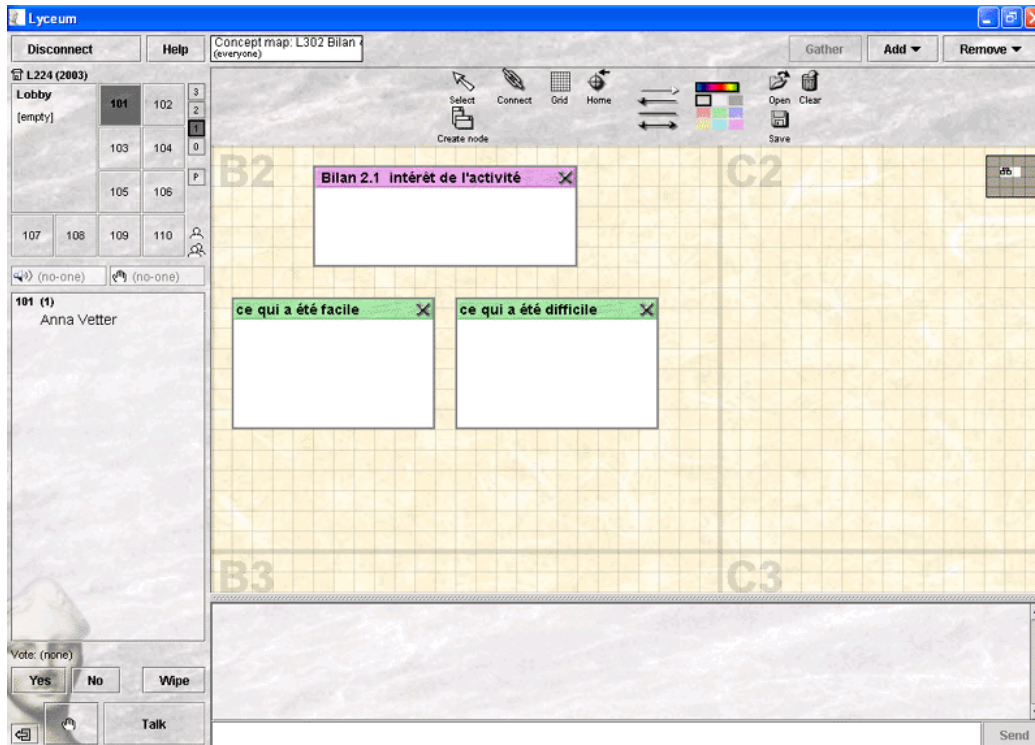 Lyceum
Disconnect
Help
Concept map: L302 Bilan
(everyone)
Gather
Add
Remove
L224 (2003)
Lobby
[empty]
101
102
103
104
105
106
107
108
109
110
3
2
1
0
P
(no-one)
(no-one)
101 (1)
Anna Vetter
Select
Connect
Grid
Home
Create node
Open
Clear
Save
B2
C2
Bilan 2.1 intérèt de l'activité
ce qui a été facile
ce qui a été difficile
B3
C3
Vote: (none)
Yes
No
Wipe
Talk
Send